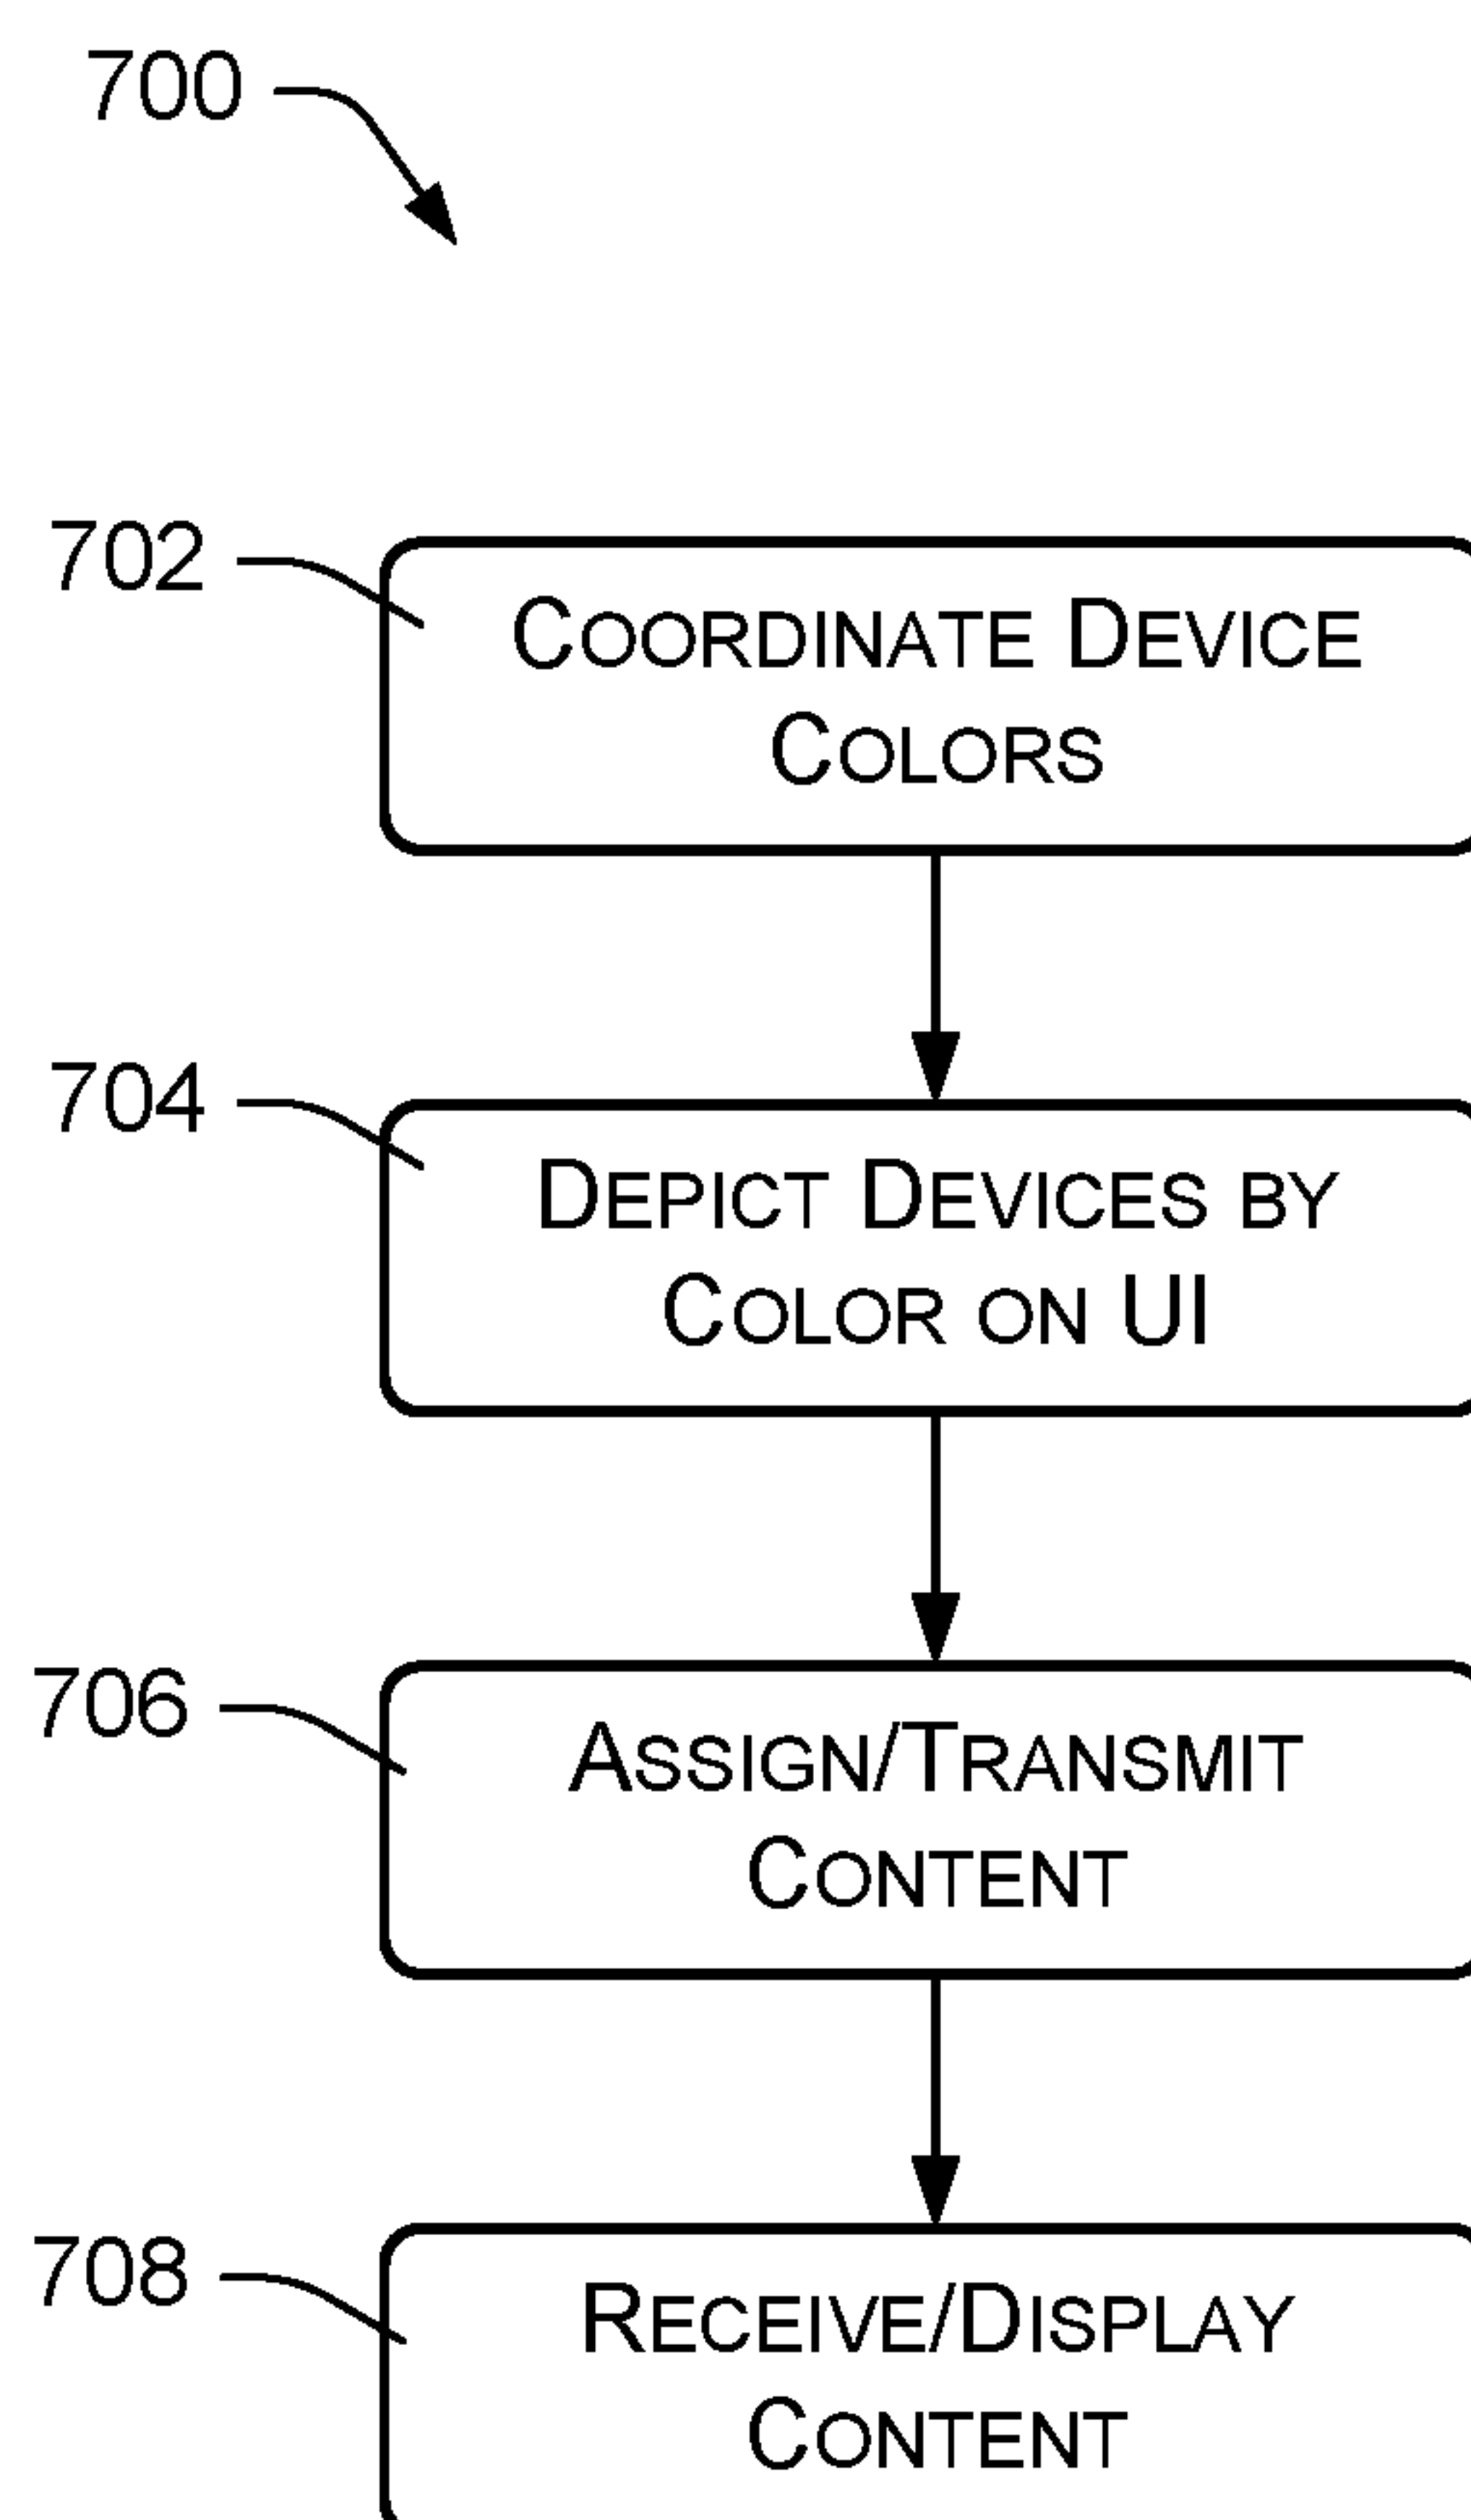 700
702
COORDINATE DEVICE
COLORS
704
DEPICT DEVICES BY
COLOR ON UI
706
ASSIGN/TRANSMIT
CONTENT
708
RECEIVE/DISPLAY
CONTENT